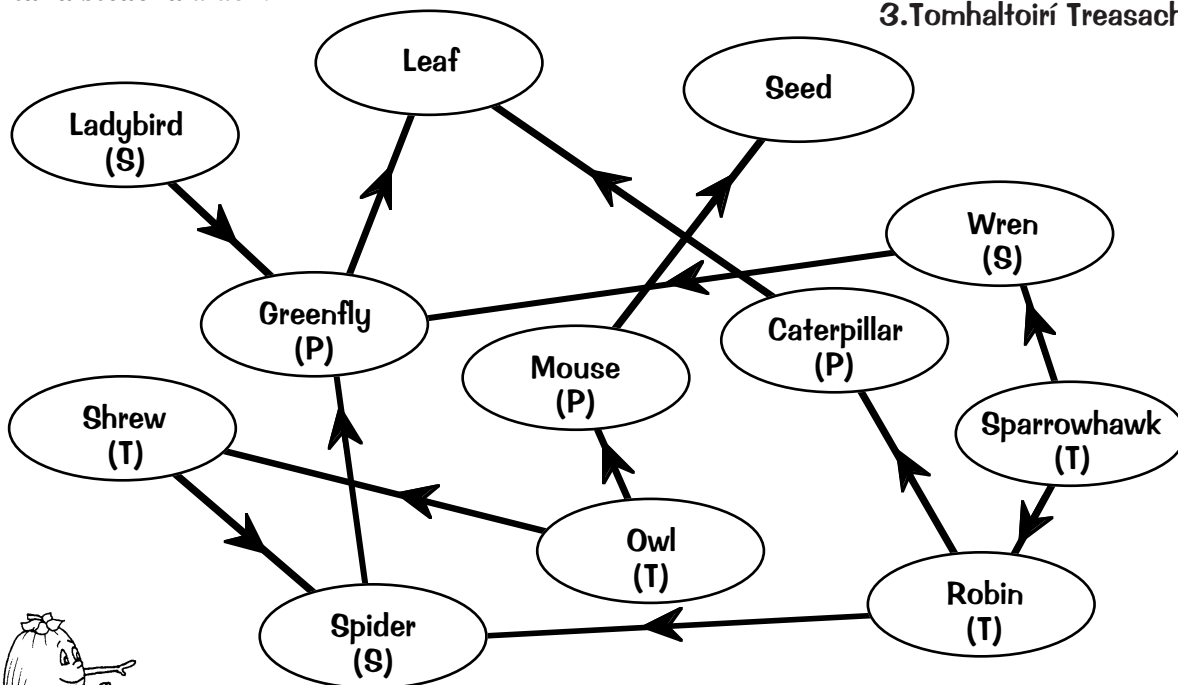 3.Tomhaltoirí Treasach
Leaf
Seed
Ladybird
(S)
Wren
(S)
Greenfly
(P)
Caterpillar
(P)
Mouse
(P)
Shrew
(T)
Sparrowhawk
(T)
Owl
(T)
Robin
(T)
Spider
(S)